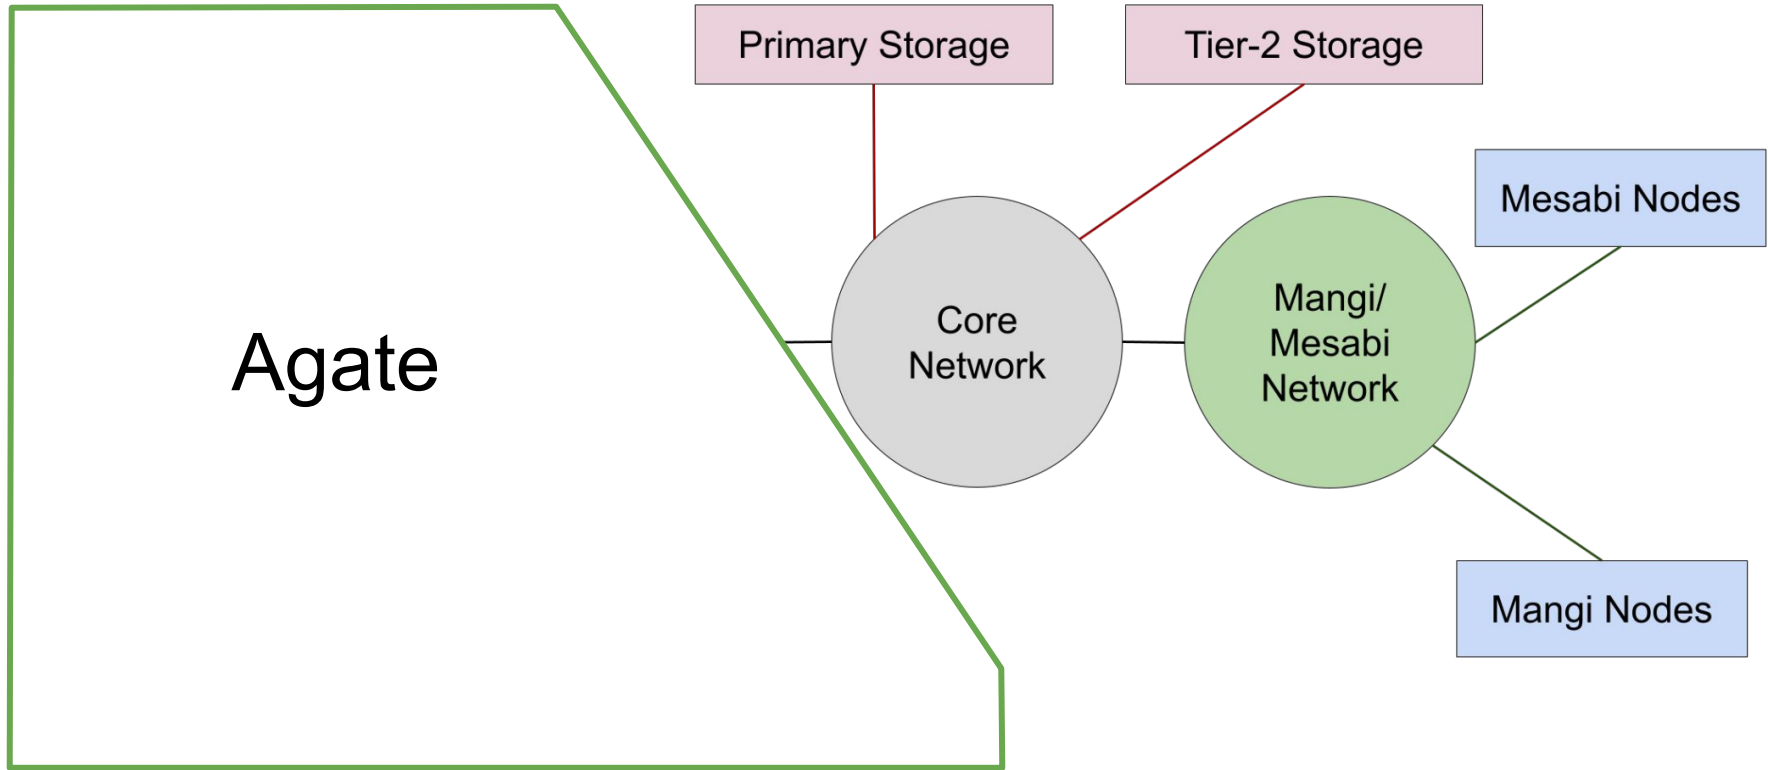 Primary Storage
Tier-2 Storage
Mesabi Nodes
Agate
Core
Network
Mangi/
Mesabi
Network
Mangi Nodes